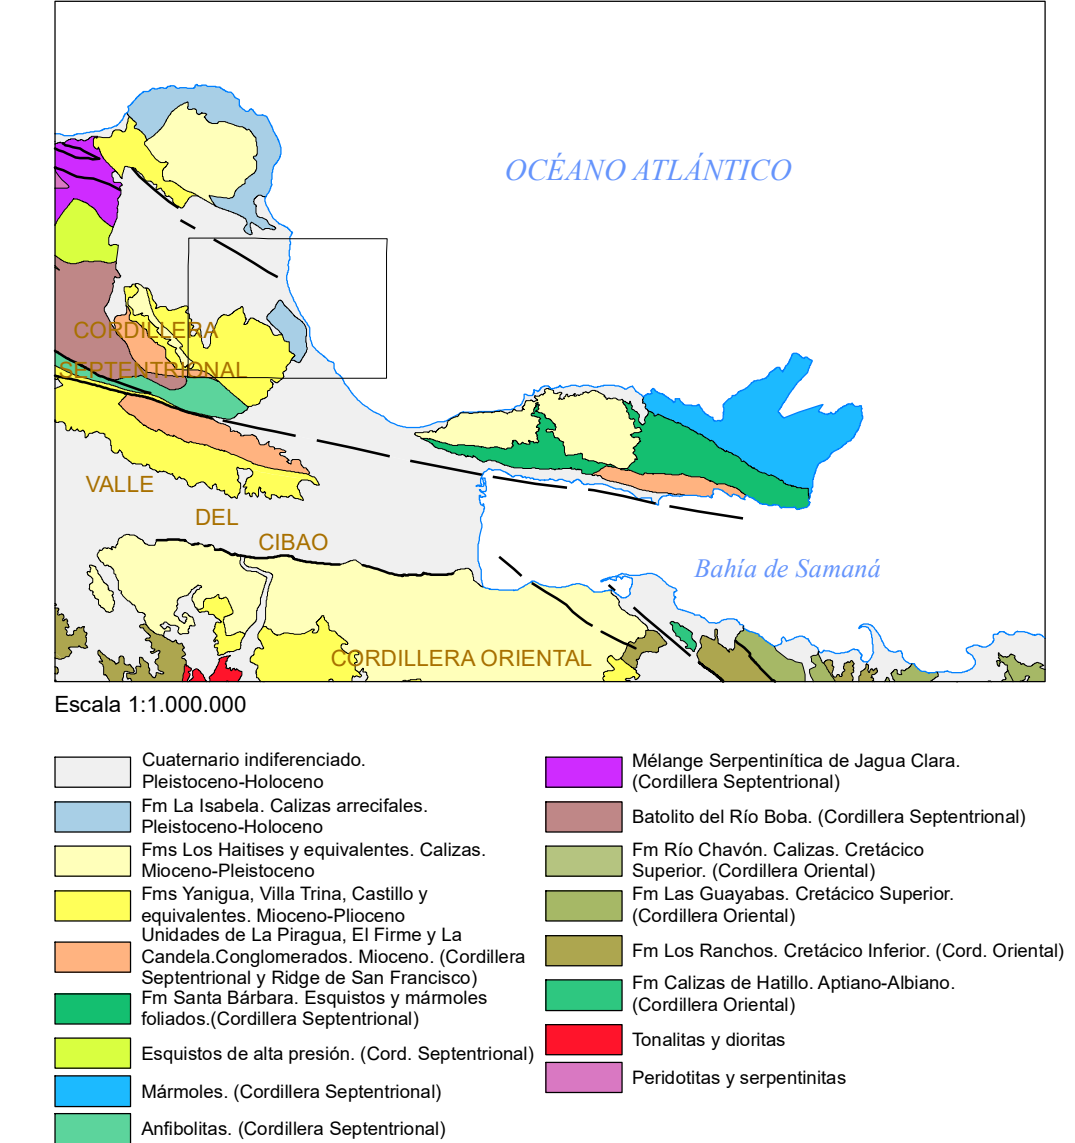 OCÉANO ATLÁNTICO
CORDILLERA
SEPTENTRIONAL
VALLE
DEL
CIBAO
Bahía de Samaná
CORDILLERA ORIENTAL
Escala 1:1.000.000
Cuaternario indiferenciado.
Pleistoceno-Holoceno
Fm La Isabela. Calizas arrecifales.
Pleistoceno-Holoceno
Fms Los Haitises y equivalentes. Calizas.
Mioceno-Pleistoceno
Fms Yanigua, Villa Trina, Castillo y
equivalentes. Mioceno-Plioceno
Unidades de La Piragua, El Firme y La
Candela.Conglomerados. Mioceno. (Cordillera
Septentrional y Ridge de San Francisco)
Fm Santa Bárbara. Esquistos y mármoles
foliados.(Cordillera Septentrional)
Esquistos de alta presión. (Cord. Septentrional)
Mármoles. (Cordillera Septentrional)
Anfibolitas. (Cordillera Septentrional)
Mélange Serpentinítica de Jagua Clara.
(Cordillera Septentrional)
Batolito del Río Boba. (Cordillera Septentrional)
Fm Río Chavón. Calizas. Cretácico
Superior. (Cordillera Oriental)
Fm Las Guayabas. Cretácico Superior.
(Cordillera Oriental)
Fm Los Ranchos. Cretácico Inferior. (Cord. Oriental)
Fm Calizas de Hatillo. Aptiano-Albiano.
(Cordillera Oriental)
Tonalitas y dioritas
Peridotitas y serpentinitas